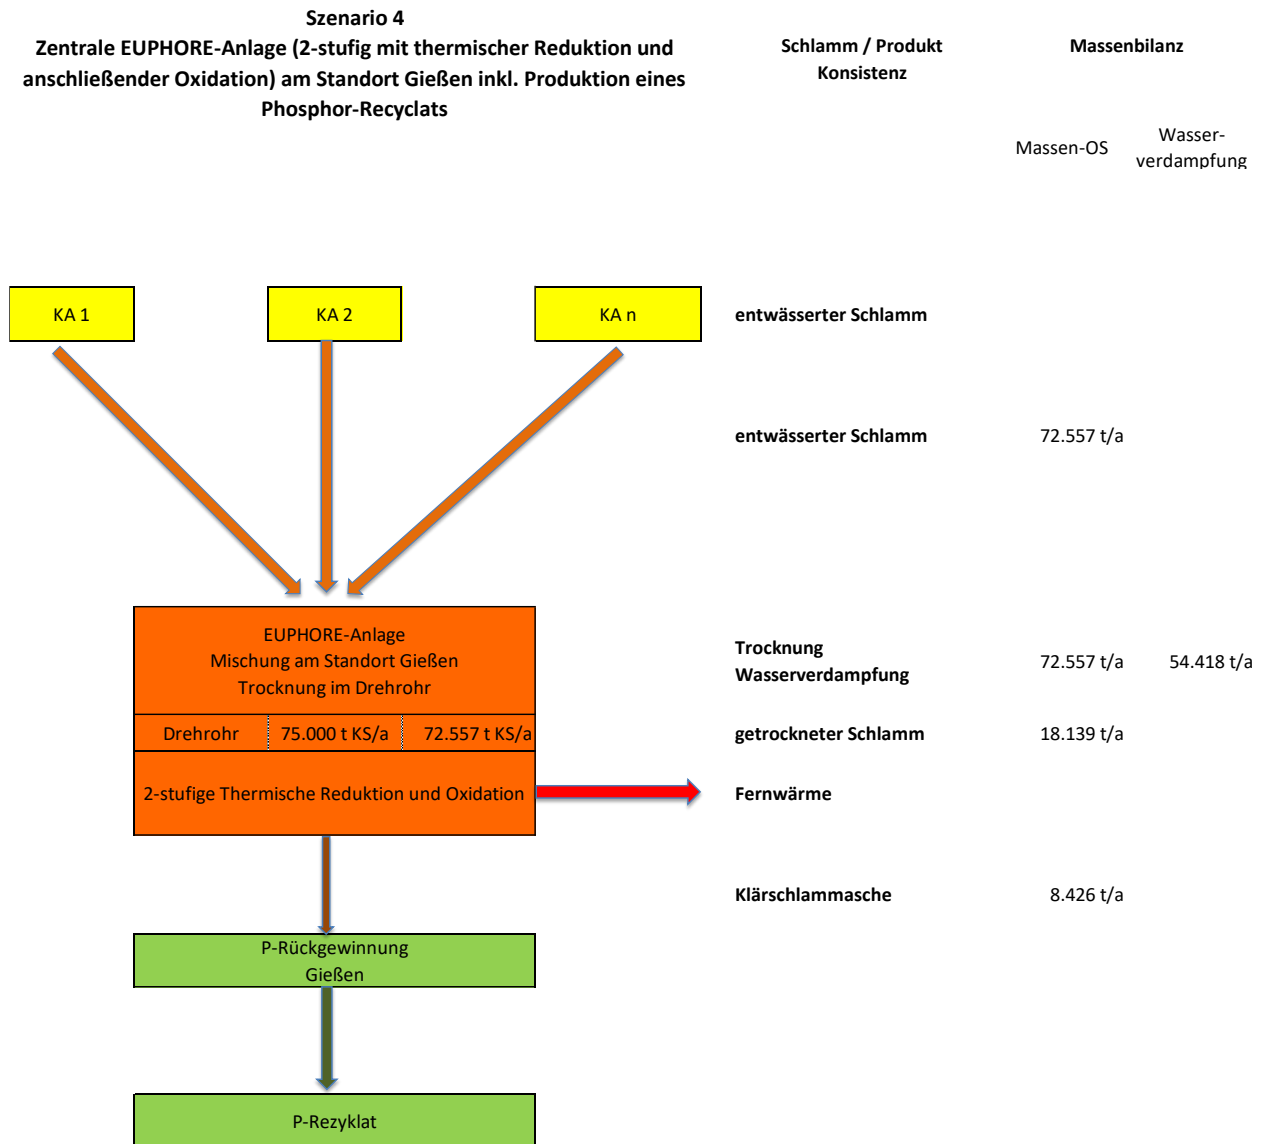 Szenario 4
Zentrale EUPHORE-Anlage (2-stufig mit thermischer Reduktion und
anschließender Oxidation) am Standort Gießen inkl. Produktion eines
Phosphor-Recyclats
Schlamm / Produkt
Konsistenz
Massenbilanz
Massen-OS
Wasser-
verdampfung
KA 1
KA 2
KA n
entwässerter Schlamm
entwässerter Schlamm
72.557 t/a
EUPHORE-Anlage
Mischung am Standort Gießen
Trocknung im Drehrohr
Trocknung
Wasserverdampfung
72.557 t/a
54.418 t/a
Drehrohr
75.000 t KS/a
72.557 t KS/a
getrockneter Schlamm
18.139 t/a
2-stufige Thermische Reduktion und Oxidation
Fernwärme
Klärschlammasche
8.426 t/a
P-Rückgewinnung
Gießen
P-Rezyklat